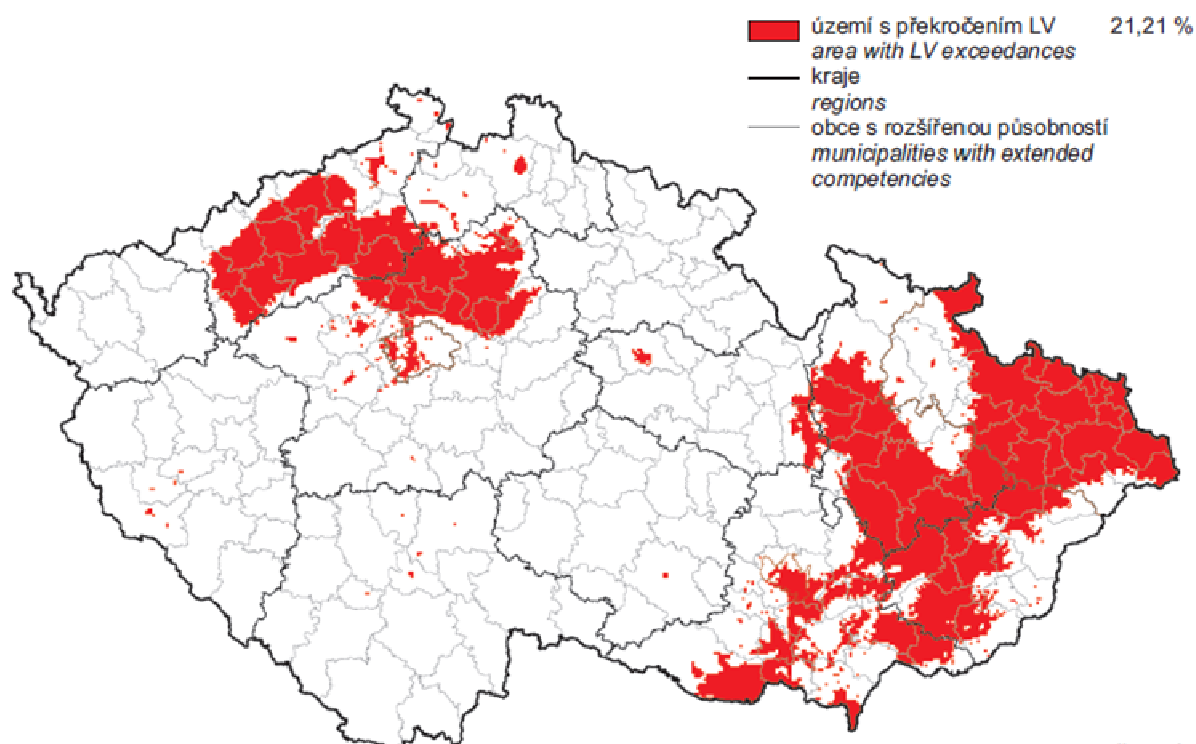 území s překročením LV 21,21 %
area with LV exceedances
kraje
regions
obce s rozšířenou působností
municipalities with extended
competencies